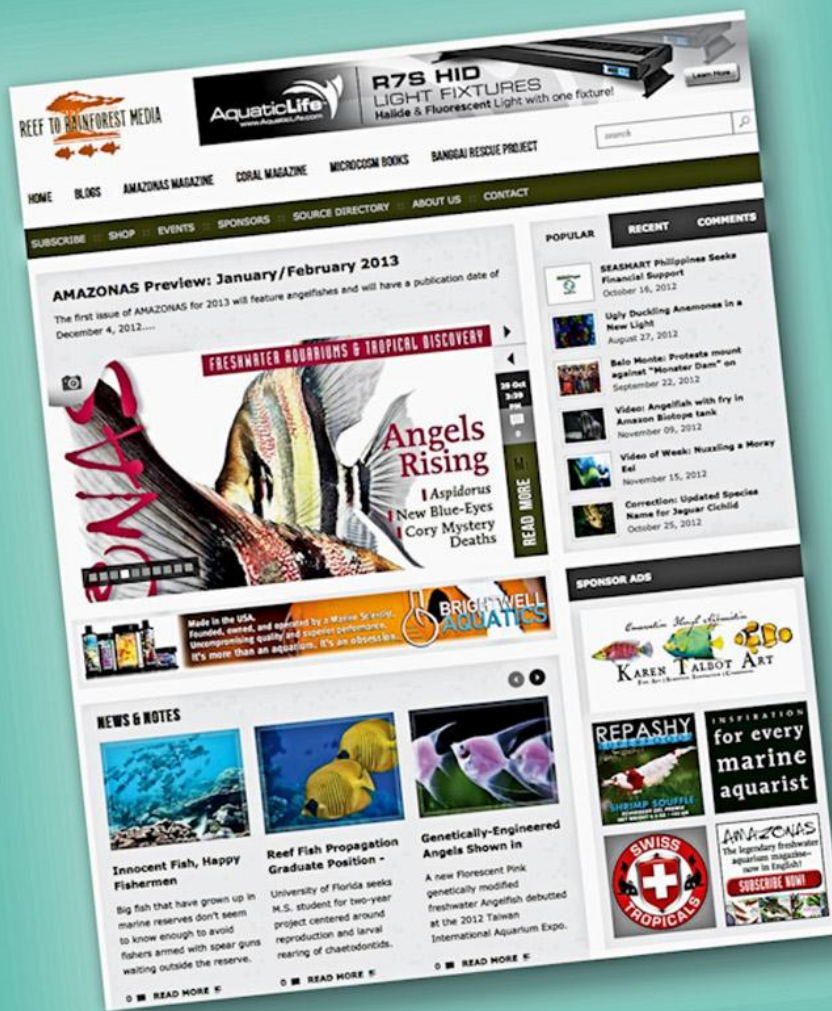 REEF TO RAINFOREST MEDIA
AquaticLife
www.AquaticLife.com
R7S HID
LIGHT FIXTURES
Halide & Fluorescent Light with one fixture!
Learn More
search
HOME BLOGS AMAZONAS MAGAZINE CORAL MAGAZINE MICROCOSM BOOKS BANGGAI RESCUE PROJECT
SUBSCRIBE :: SHOP :: EVENTS :: SPONSORS :: SOURCE DIRECTORY :: ABOUT US :: CONTACT
AMAZONAS Preview: January/February 2013
The first issue of AMAZONAS for 2013 will feature angelfishes and will have a publication date of
December 4, 2012....
FRESHWATER AQUARIUMS & TROPICAL DISCOVERY
ONAS
Angels
Rising
Aspidorus
New Blue-Eyes
Cory Mystery
Deaths
29 Oct
3:39
PM
0
READ MORE
POPULAR RECENT COMMENTS
SEASMART Philippines Seeks
Financial Support
October 16, 2012
Ugly Duckling Anemones in a
New Light
August 27, 2012
Belo Monte: Protests mount
against "Monster Dam" on
September 22, 2012
Video: Angelfish with fry in
Amazon Biotope tank
November 09, 2012
Video of Week: Nuzzling a Moray
Eel
November 15, 2012
Correction: Updated Species
Name for Jaguar Cichlid
October 25, 2012
Made in the USA.
Founded, owned, and operated by a Marine Scientist.
Uncompromising quality and superior performance.
It's more than an aquarium. It's an obsession...
BRIGHTWELL
AQUATICS
SPONSOR ADS
KAREN TALBOT ART
REPASHY
SUPERFOODS
SHRIMP SOUFFLE
INSPIRATION
for every
marine
aquarist
SWISS
TROPICALS
AMAZONAS
The legendary freshwater
aquarium magazine–
now in English!
SUBSCRIBE NOW!
NEWS & NOTES
Innocent Fish, Happy
Fishermen
Big fish that have grown up in
marine reserves don't seem
to know enough to avoid
fishers armed with spear guns
waiting outside the reserve.
0 READ MORE
Reef Fish Propagation
Graduate Position -
University of Florida seeks
M.S. student for two-year
project centered around
reproduction and larval
rearing of chaetodontids.
0 READ MORE
Genetically-Engineered
Angels Shown in
A new Florescent Pink
genetically modified
freshwater Angelfish debutted
at the 2012 Taiwan
International Aquarium Expo.
0 READ MORE